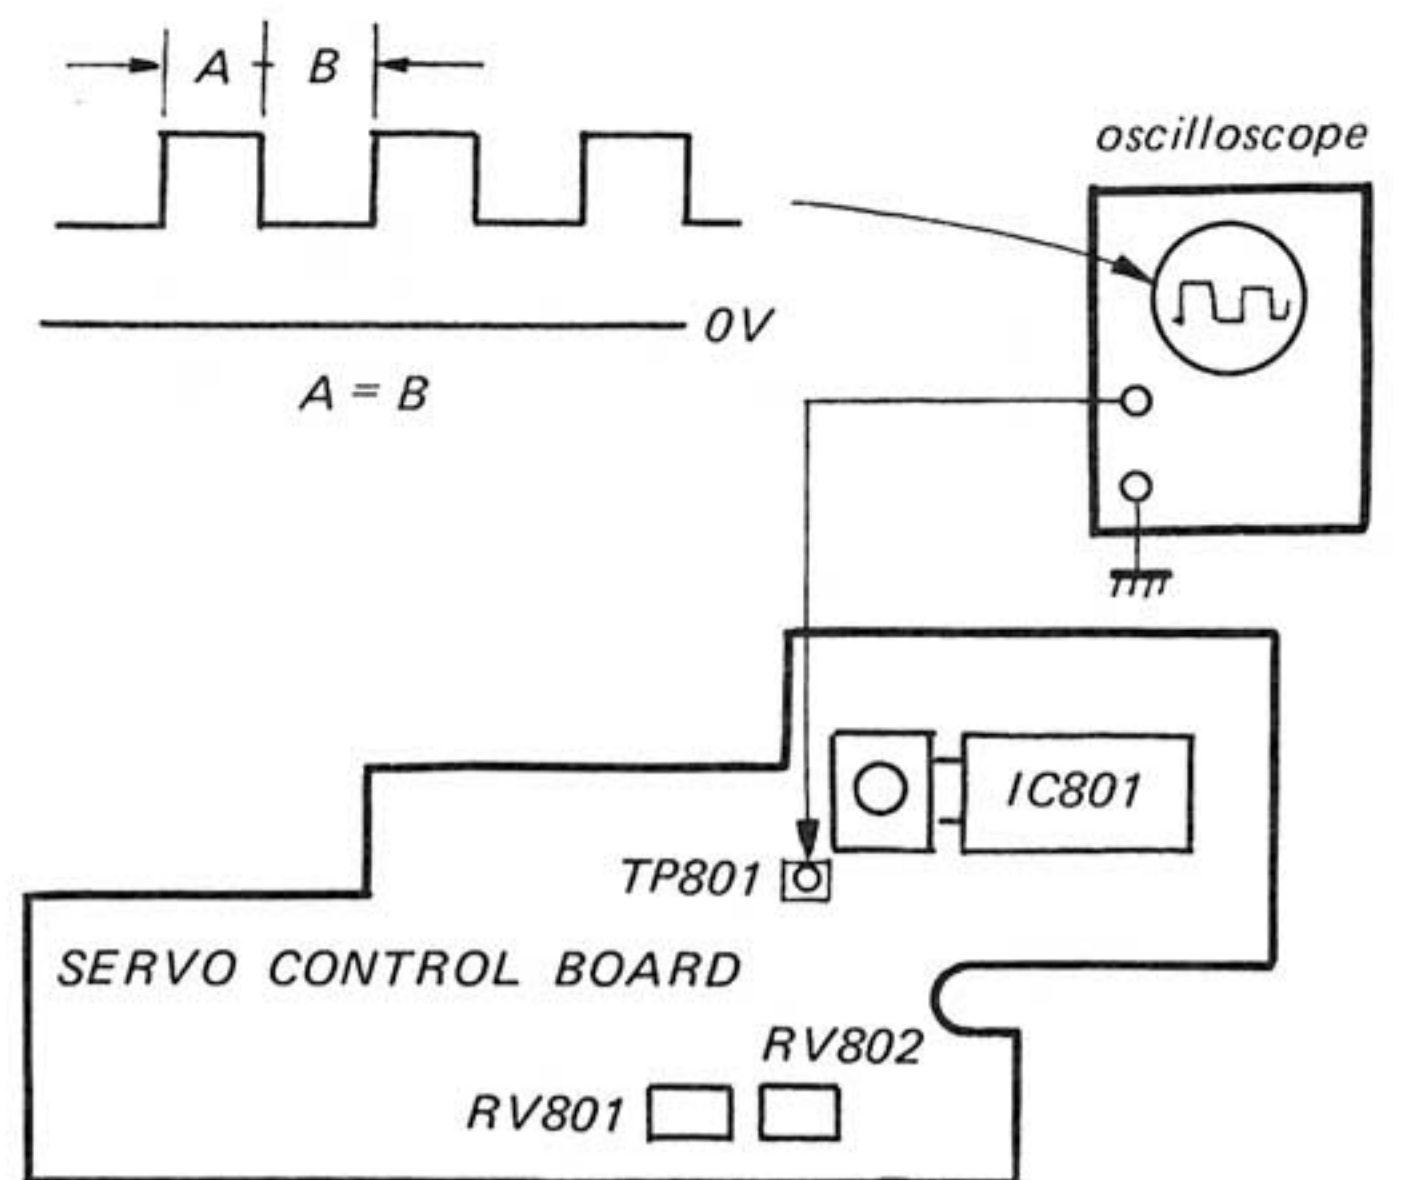 A B
oscilloscope
0V
A = B
IC801
TP801
SERVO CONTROL BOARD
RV802
RV801